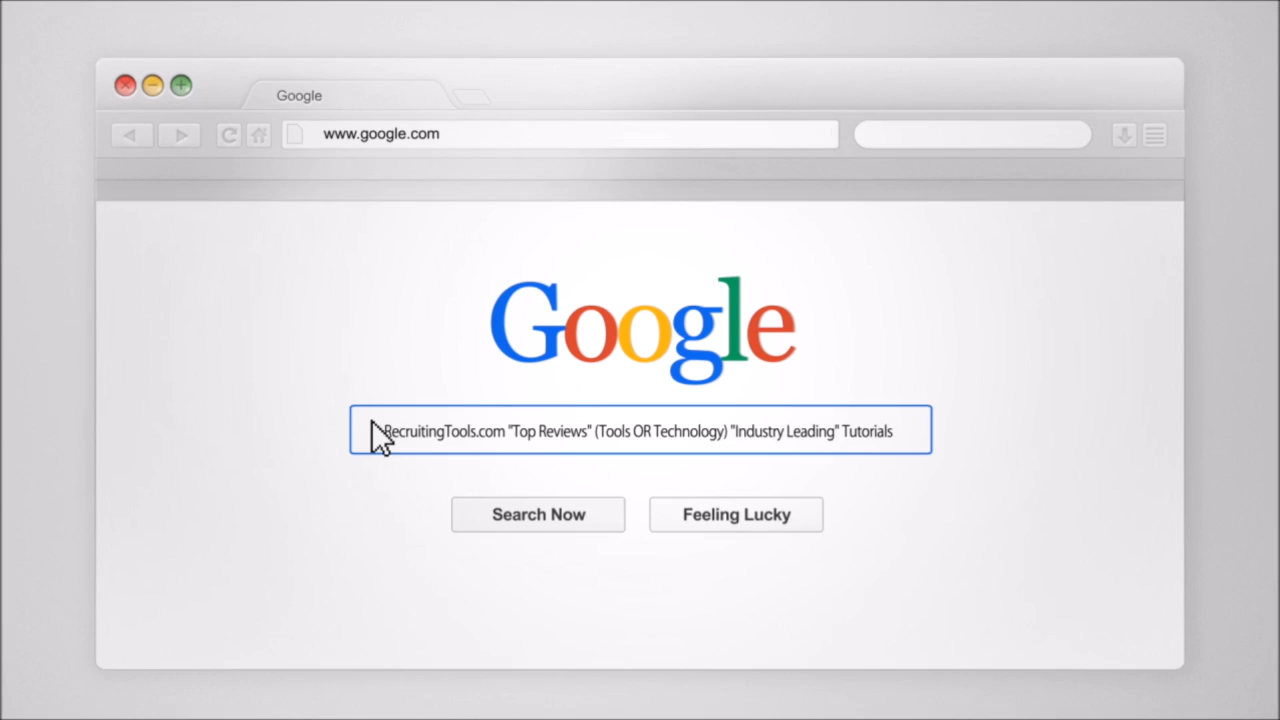 Google
www.google.com
Google
RecruitingTools.com "Top Reviews" (Tools OR Technology) "Industry Leading" Tutorials
Search Now
Feeling Lucky